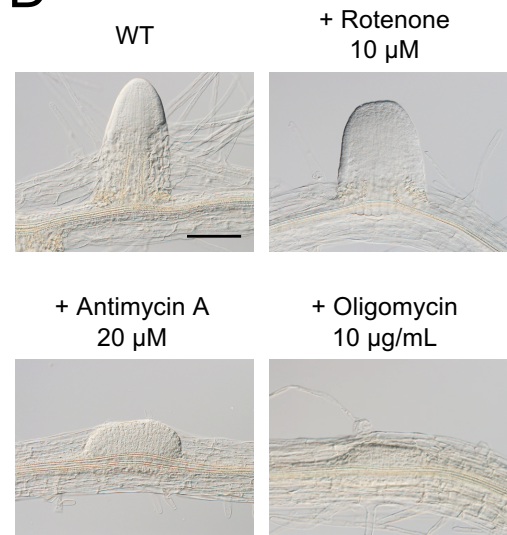 WT
+ Rotenone
10 µM
+ Antimycin A
20 µM
+ Oligomycin
10 µg/mL